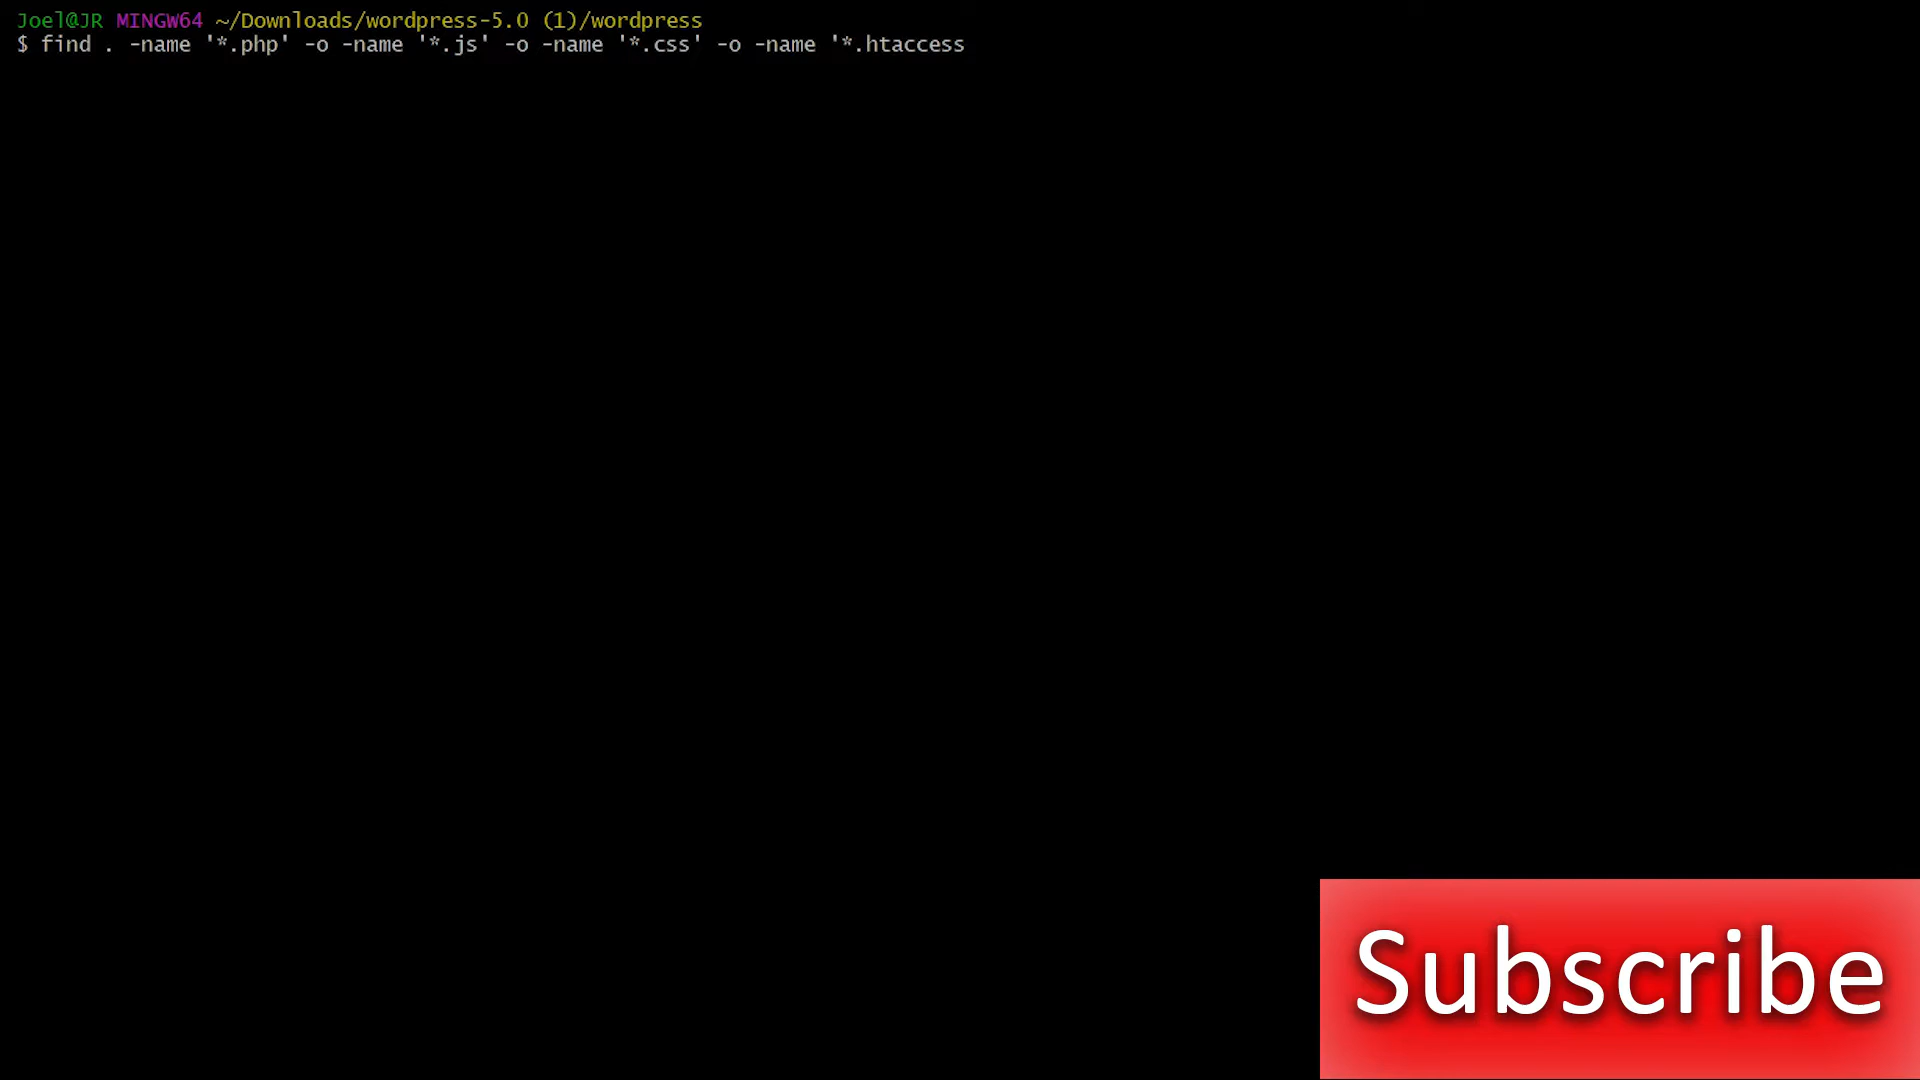 Joel@JR MINGW64 ~/Downloads/wordpress-5.0 (1)/wordpress
$ find . -name '*.php' -o -name '*.js' -o -name '*.css' -o -name '*.htaccess
Subscribe